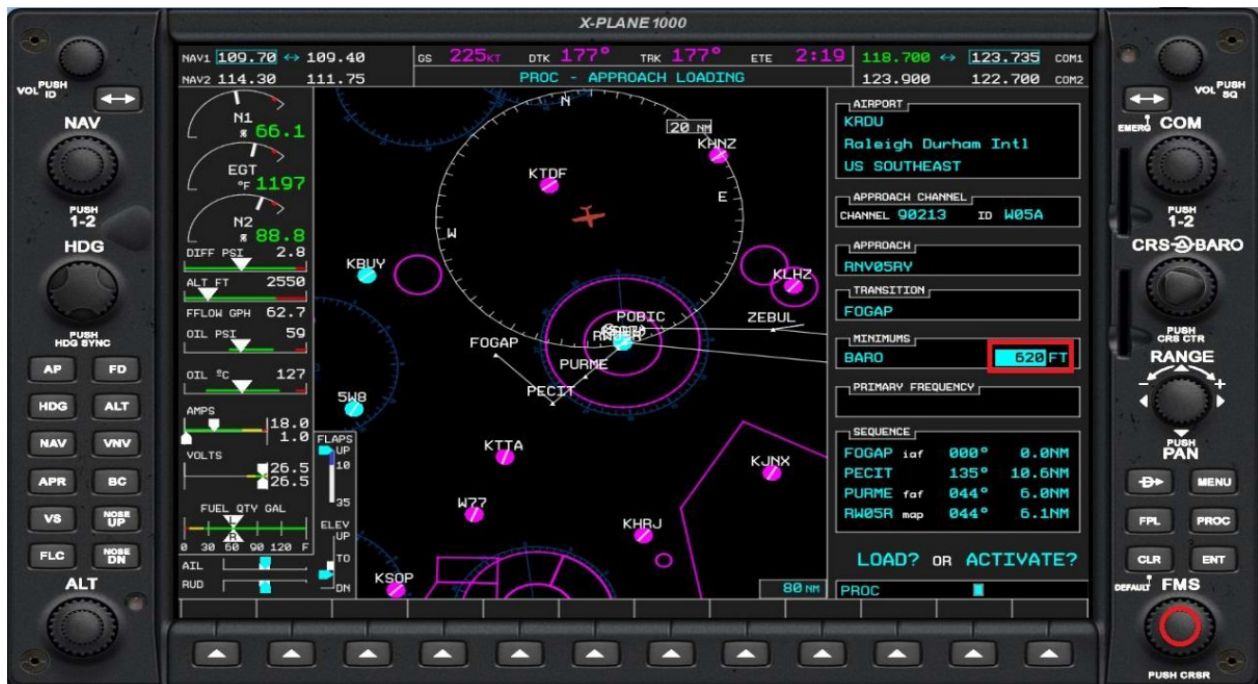 X-PLANE 1000
NAV1 109.70 ↔ 109.40
NAV2 114.30 111.75
GS 225KT DTK 177° TRK 177° ETE 2:19
PROC - APPROACH LOADING
118.700 ↔ 123.735 COM1
123.900 122.700 COM2
VOL PUSH ID
NAV
PUSH
1-2
HDG
PUSH
HDG SYNC
AP FD
HDG ALT
NAV VNV
APR BC
VS NOSE UP
FLC NOSE DN
ALT
N1
% 66.1
EGT
°F 1197
N2
% 88.8
DIFF PSI 2.8
ALT FT 2550
FFLOW GPH 62.7
OIL PSI 59
OIL ºC 127
AMPS
18.0
1.0
VOLTS
26.5
26.5
FUEL QTY GAL
L
R
0 30 60 90 120 F
AIL
RUD
FLAPS
UP
10
35
ELEV
UP
TO
DN
N
20 NM
KHNZ
KTDF
E
W
KBUY
KLHZ
POBIC
ZEBUL
FOGAP
PURME
PECIT
5W8
KTTA
KJNX
W77
KHRJ
KSOP
80 NM
AIRPORT
KRDU
Raleigh Durham Intl
US SOUTHEAST
APPROACH CHANNEL
CHANNEL 90213 ID W05A
APPROACH
RNV05RY
TRANSITION
FOGAP
MINIMUMS
BARO 620 FT
PRIMARY FREQUENCY
SEQUENCE
FOGAP iaf 000° 0.0NM
PECIT 135° 10.6NM
PURME faf 044° 6.0NM
RW05R map 044° 6.1NM
LOAD? OR ACTIVATE?
PROC
VOL PUSH SQ
EMERG
COM
PUSH
1-2
CRS BARO
PUSH
CRS CTR
RANGE
- +
PUSH
PAN
D MENU
FPL PROC
CLR ENT
DEFAULT FMS
PUSH CRSR